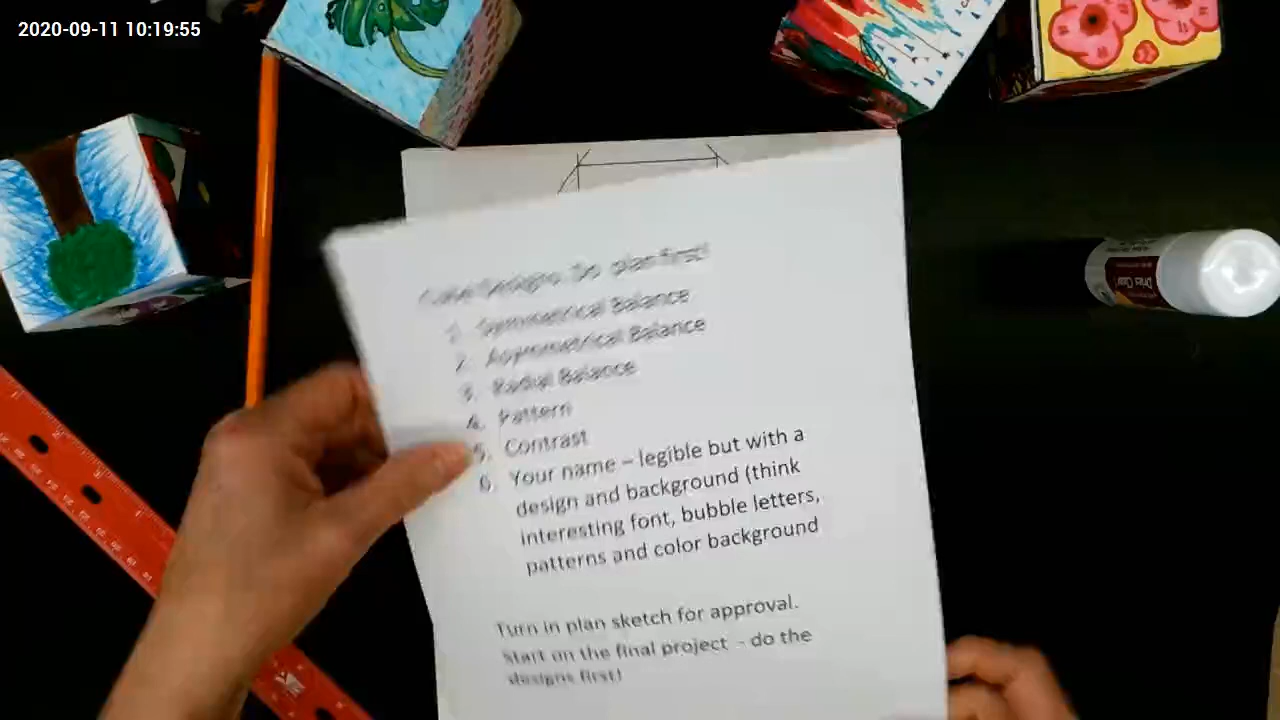 2020-09-11 10:19:55
Cube Designs: Do plan first!
1. Symmetrical Balance
2. Asymmetrical Balance
3. Radial Balance
4. Pattern
5. Contrast
6. Your name – legible but with a
design and background (think
interesting font, bubble letters,
patterns and color background
Turn in plan sketch for approval.
Start on the final project - do the
designs first!